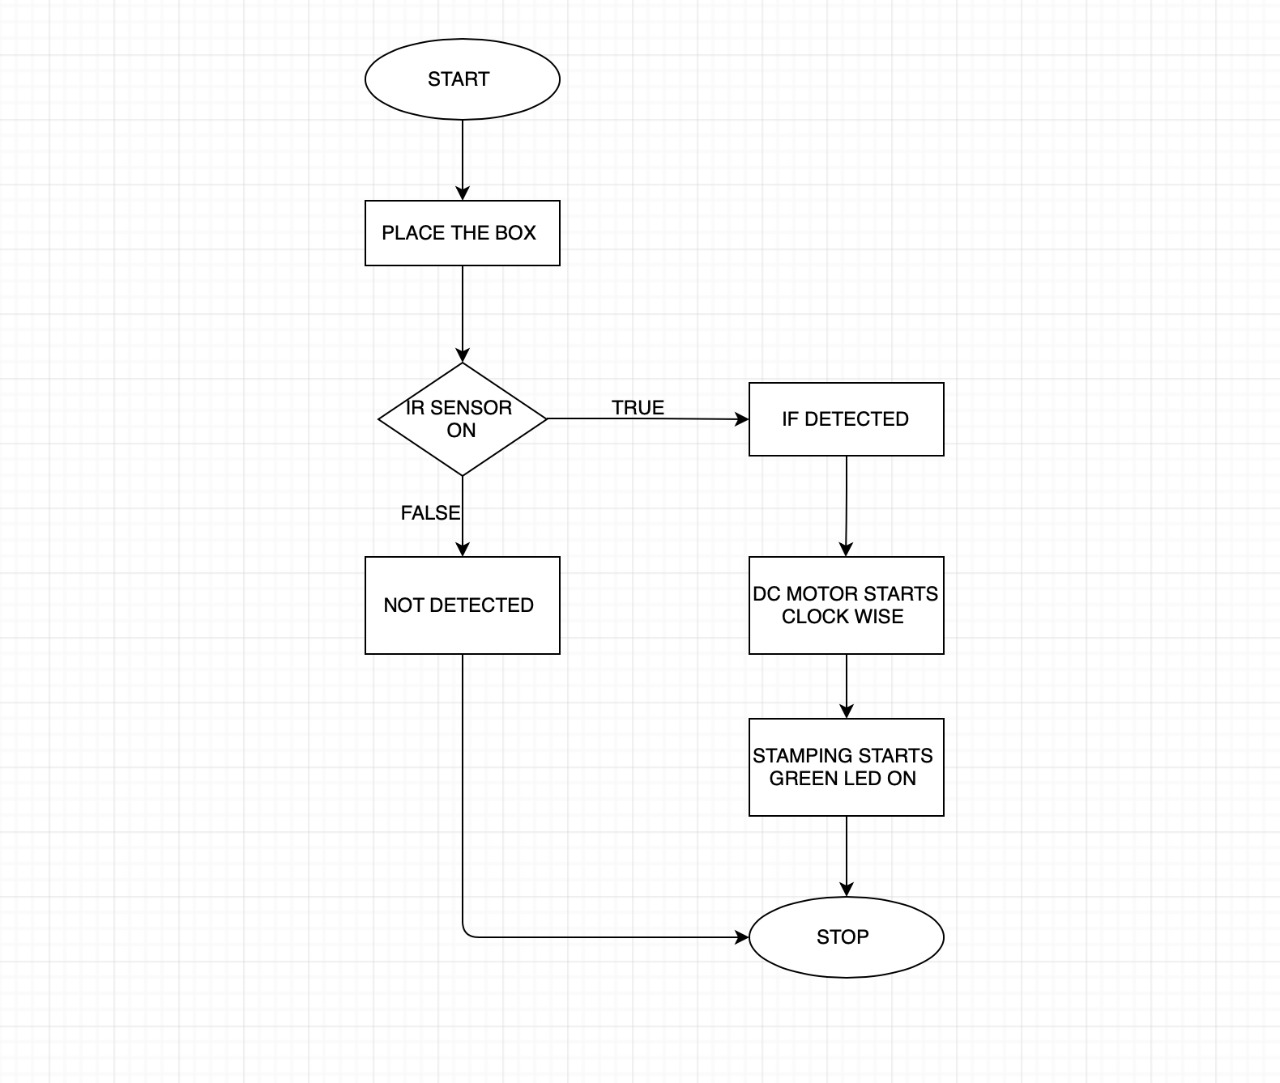 START
PLACE THE BOX
IR SENSOR
ON
TRUE
IF DETECTED
FALSE
NOT DETECTED
DC MOTOR STARTS
CLOCK WISE
STAMPING STARTS
GREEN LED ON
STOP